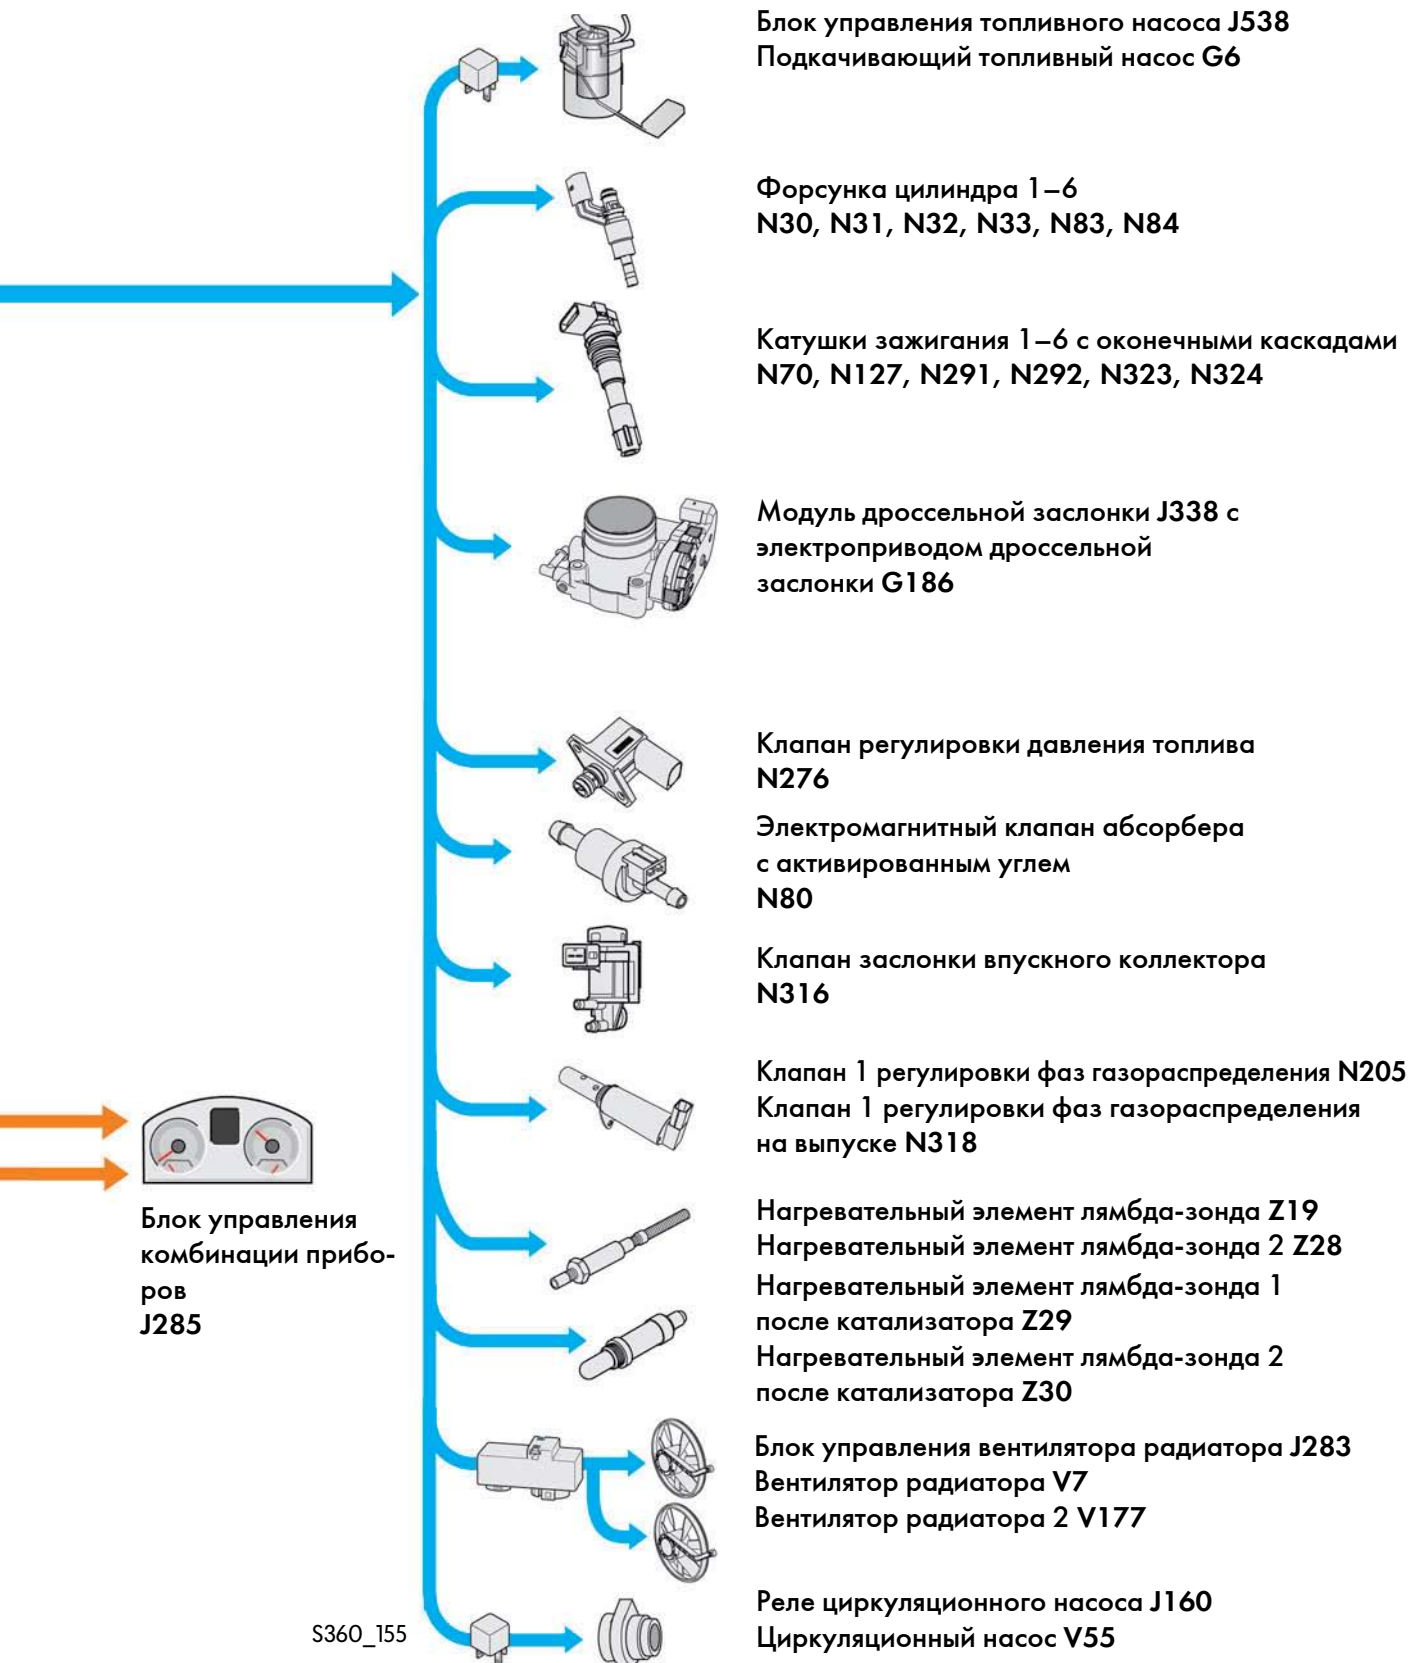 Блок управления топливного насоса J538
Подкачивающий топливный насос G6
Форсунка цилиндра 1–6
N30, N31, N32, N33, N83, N84
Катушки зажигания 1–6 с оконечными каскадами
N70, N127, N291, N292, N323, N324
Модуль дроссельной заслонки J338 с
электроприводом дроссельной
заслонки G186
Клапан регулировки давления топлива
N276
Электромагнитный клапан абсорбера
с активированным углем
N80
Клапан заслонки впускного коллектора
N316
Клапан 1 регулировки фаз газораспределения N205
Клапан 1 регулировки фаз газораспределения
на выпуске N318
Блок управления
комбинации прибо-
ров
J285
Нагревательный элемент лямбда-зонда Z19
Нагревательный элемент лямбда-зонда 2 Z28
Нагревательный элемент лямбда-зонда 1
после катализатора Z29
Нагревательный элемент лямбда-зонда 2
после катализатора Z30
Блок управления вентилятора радиатора J283
Вентилятор радиатора V7
Вентилятор радиатора 2 V177
Реле циркуляционного насоса J160
Циркуляционный насос V55
S360_155